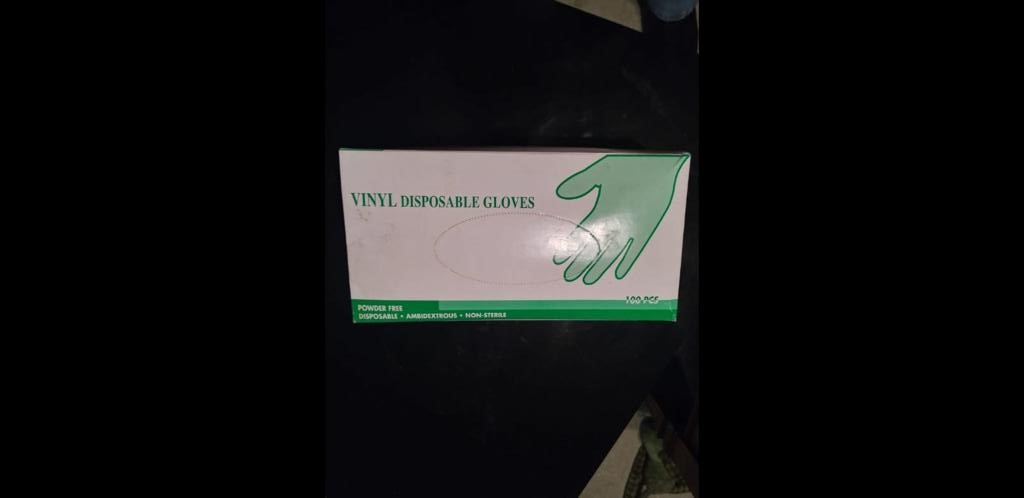 VINYL DISPOSABLE GLOVES
100 PCS
POWDER FREE
DISPOSABLE • AMBIDEXTROUS • NON-STERILE